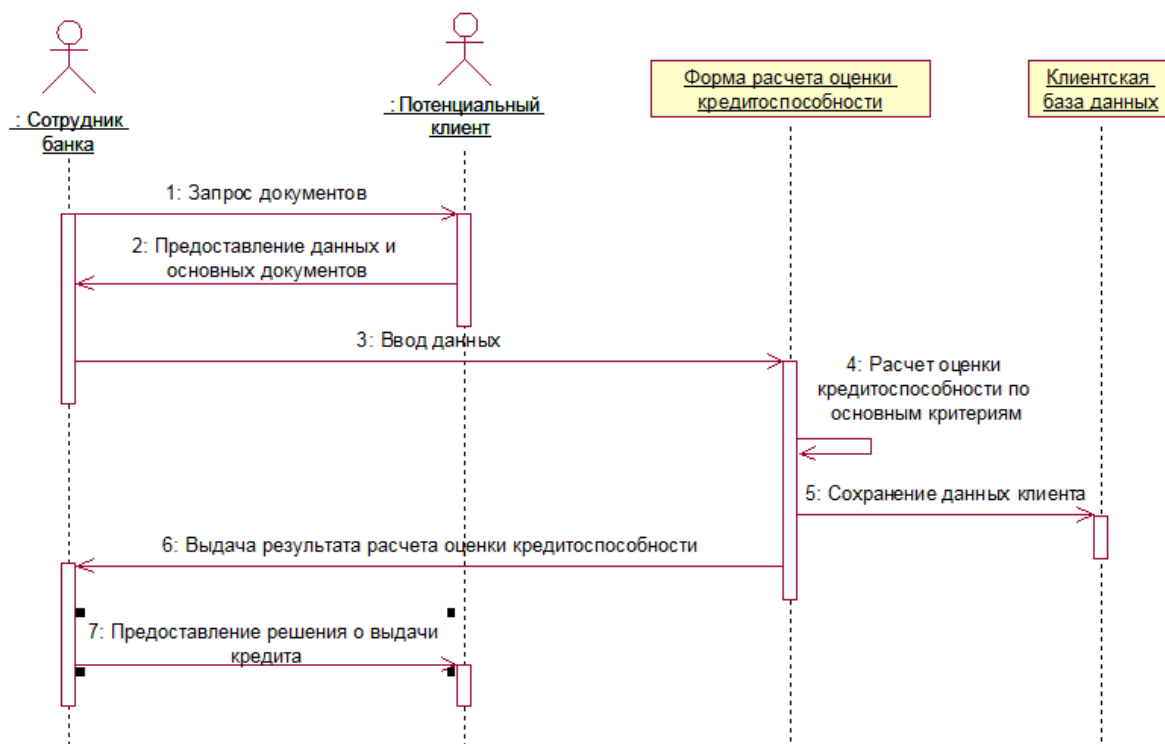 : Сотрудник
банка
: Потенциальный
клиент
Форма расчета оценки
кредитоспособности
Клиентская
база данных
1: Запрос документов
2: Предоставление данных и
основных документов
3: Ввод данных
4: Расчет оценки
кредитоспособности по
основным критериям
5: Сохранение данных клиента
6: Выдача результата расчета оценки кредитоспособности
7: Предоставление решения о выдачи
кредита